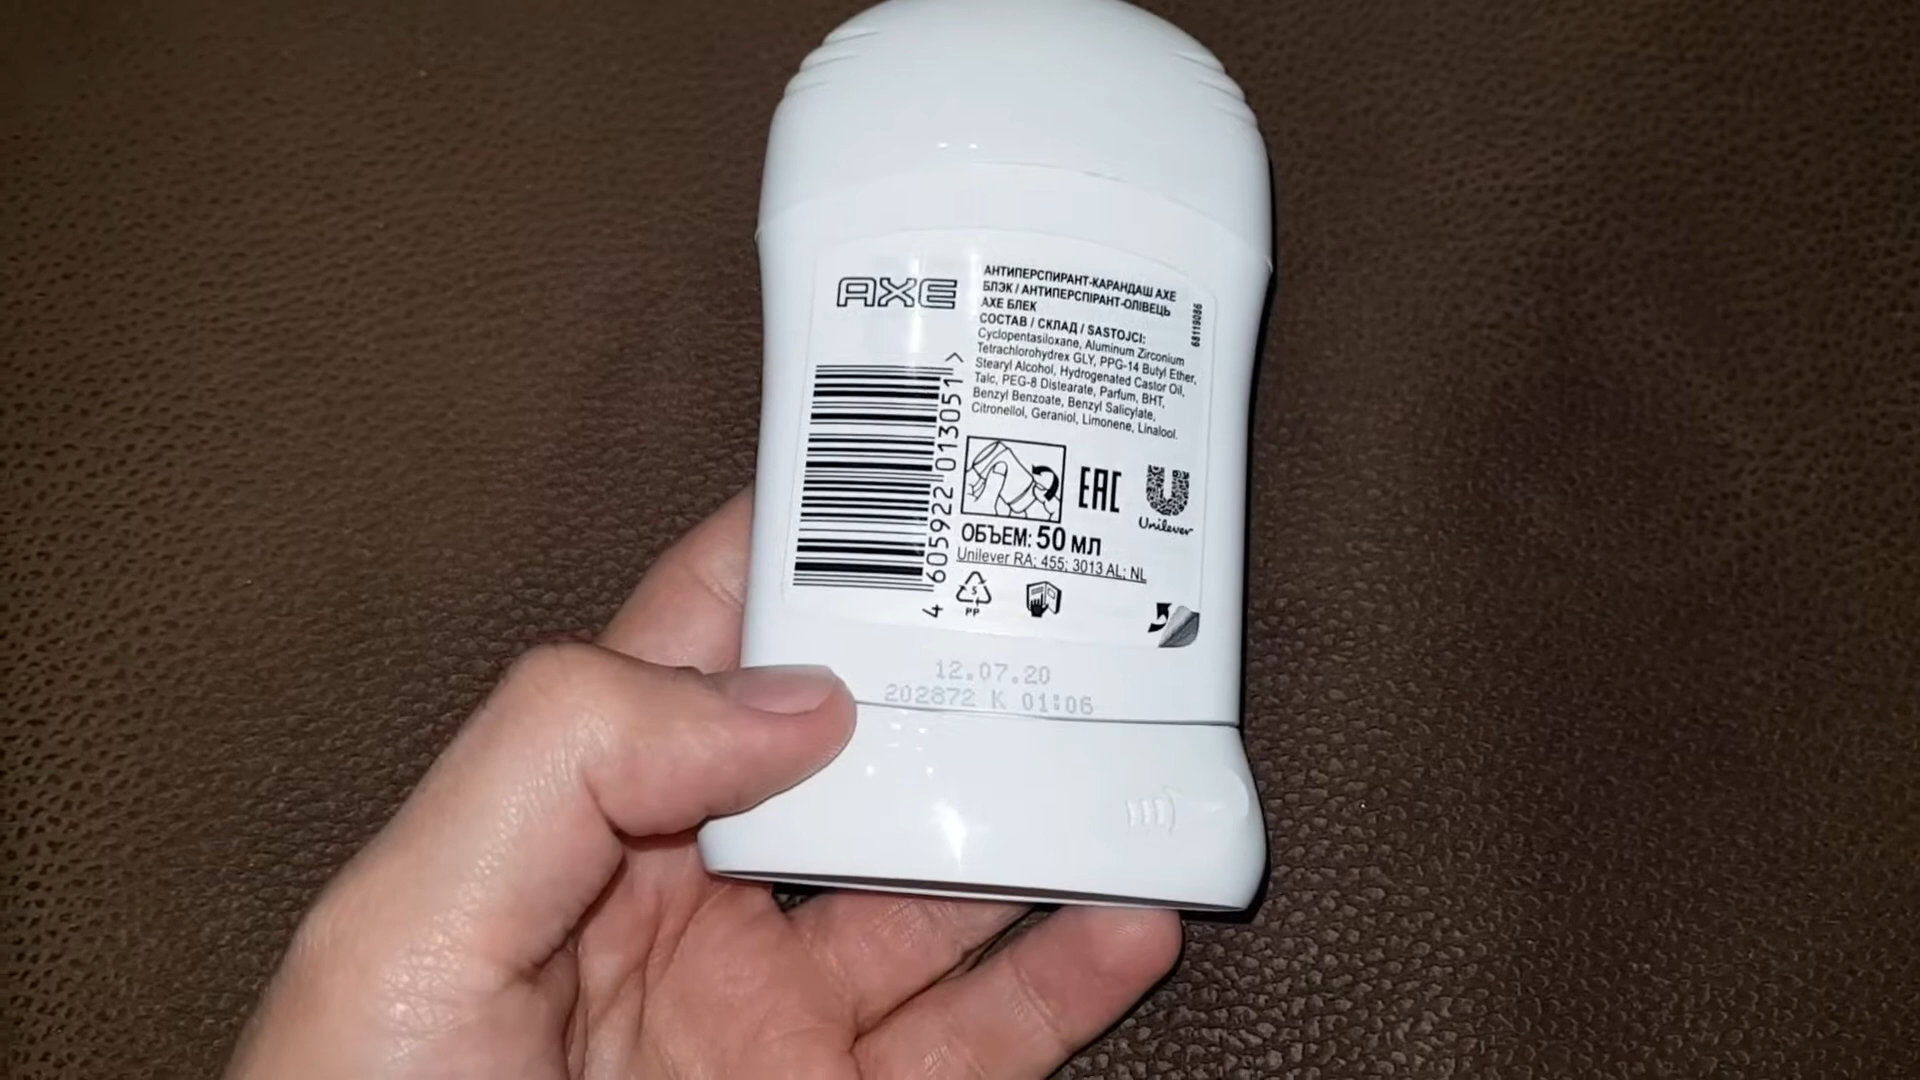 AXE
АНТИПЕРСПИРАНТ-КАРАНДАШ AXE
БЛЭК / АНТИПЕРСПІРАНТ-ОЛІВЕЦЬ
AXE БЛЕК
СОСТАВ / СКЛАД / SASTOJCI:
Cyclopentasiloxane, Aluminum Zirconium
Tetrachlorohydrex GLY, PPG-14 Butyl Ether,
Stearyl Alcohol, Hydrogenated Castor Oil,
Talc, PEG-8 Distearate, Parfum, BHT,
Benzyl Benzoate, Benzyl Salicylate,
Citronellol, Geraniol, Limonene, Linalool.
68119086
4 605922 013051 >
EAC
U
Unilever
ОБЪЕМ: 50 МЛ
Unilever RA; 455; 3013 AL; NL
5
PP
12.07.20
202872 K 01:06